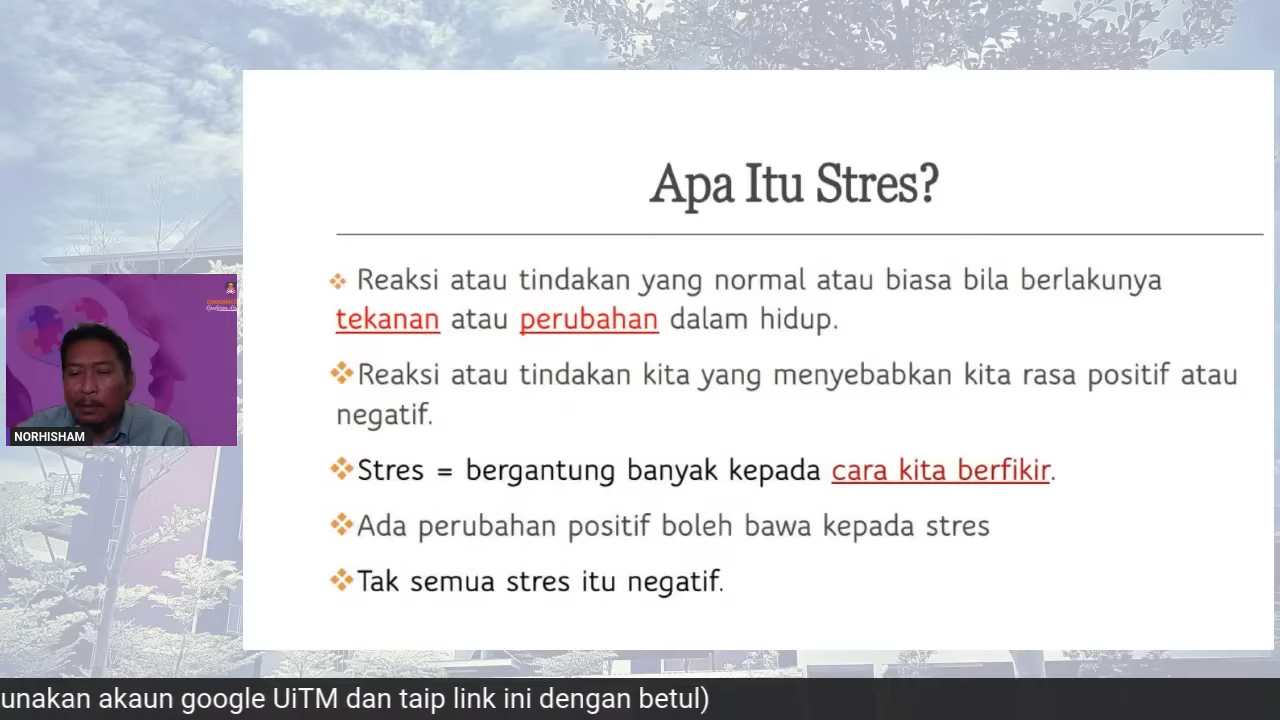 Apa Itu Stres?
Reaksi atau tindakan yang normal atau biasa bila berlakunya
tekanan atau perubahan dalam hidup.
Reaksi atau tindakan kita yang menyebabkan kita rasa positif atau
negatif.
Stres = bergantung banyak kepada cara kita berfikir.
Ada perubahan positif boleh bawa kepada stres
Tak semua stres itu negatif.
NORHISHAM
unakan akaun google UiTM dan taip link ini dengan betul)